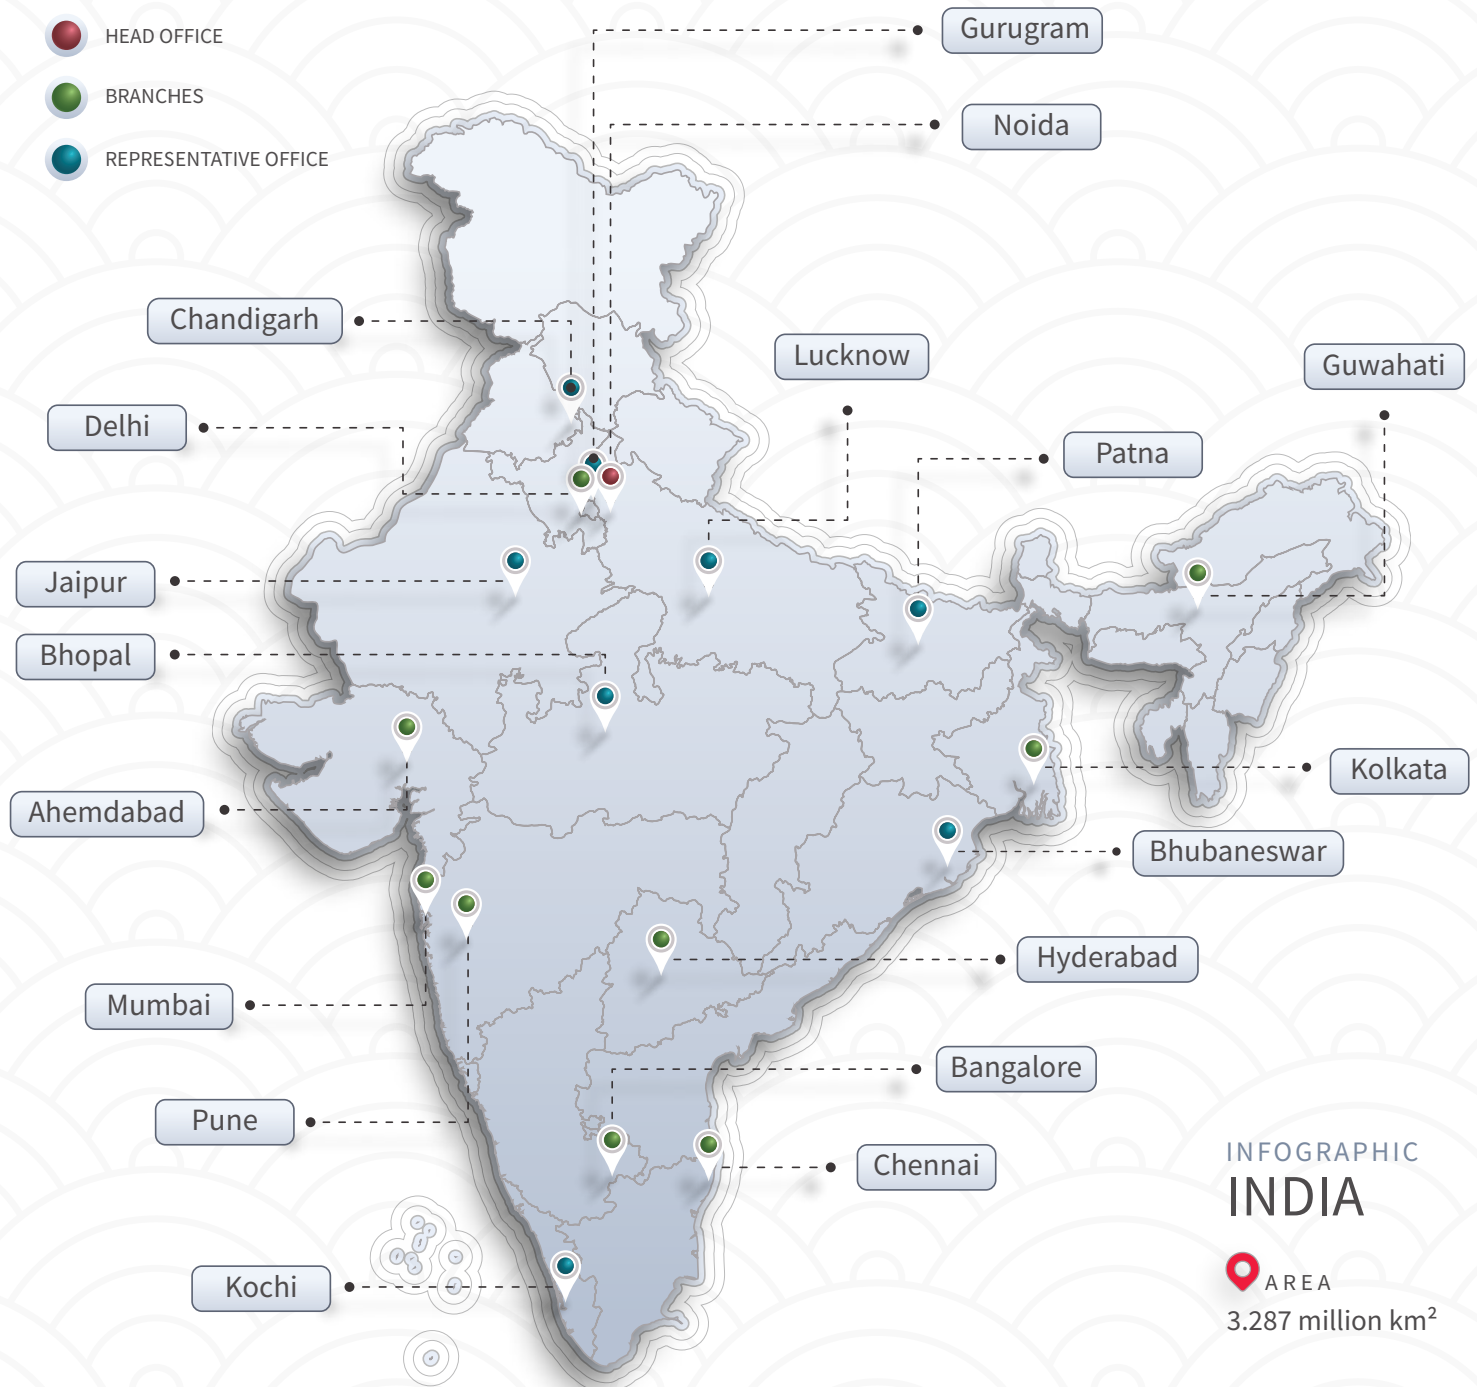 HEAD OFFICE
BRANCHES
REPRESENTATIVE OFFICE
Gurugram
Noida
Chandigarh
Lucknow
Guwahati
Delhi
Patna
Jaipur
Bhopal
Kolkata
Ahemdabad
Bhubaneswar
Hyderabad
Mumbai
Bangalore
Pune
Chennai
Kochi
INFOGRAPHIC
INDIA
AREA
3.287 million km²